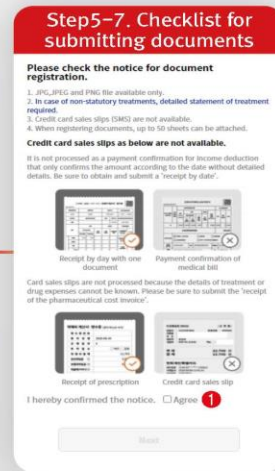 Step5-7. Checklist for
submitting documents
Please check the notice for document
registration.
1. JPG,JPEG and PNG file available only.
2. In case of non-statutory treatments, detailed statement of treatment
required.
3. Credit card sales slips (SMS) are not available.
4. When registering documents, up to 50 sheets can be attached.
Credit card sales slips as below are not available.
It is not processed as a payment confirmation for income deduction
that only confirms the amount according to the date without detailed
details. Be sure to obtain and submit a 'receipt by date'.
Receipt by day with one
document
Payment confirmation of
medical bill
Card sales slips are not processed because the details of treatment or
drug expenses cannot be known. Please be sure to submit the 'receipt
of the pharmaceutical cost invoice'.
Receipt of prescription
Credit card sales slip
I hereby confirmed the notice. Agree 1
Next